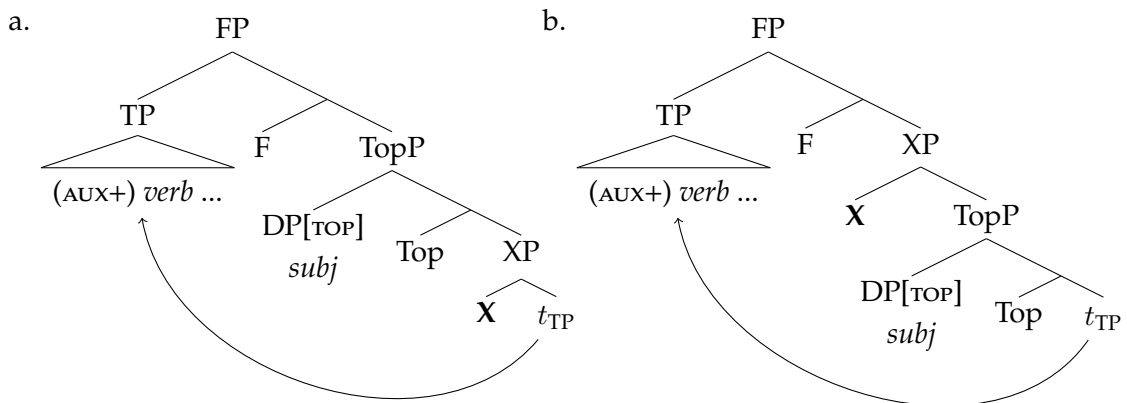 a. FP b. FP
TP TP
F TopP F XP
(AUX+) verb ... (AUX+) verb ...
DP[TOP] Top XP X TopP
subj DP[TOP]
X tTP Top tTP
subj